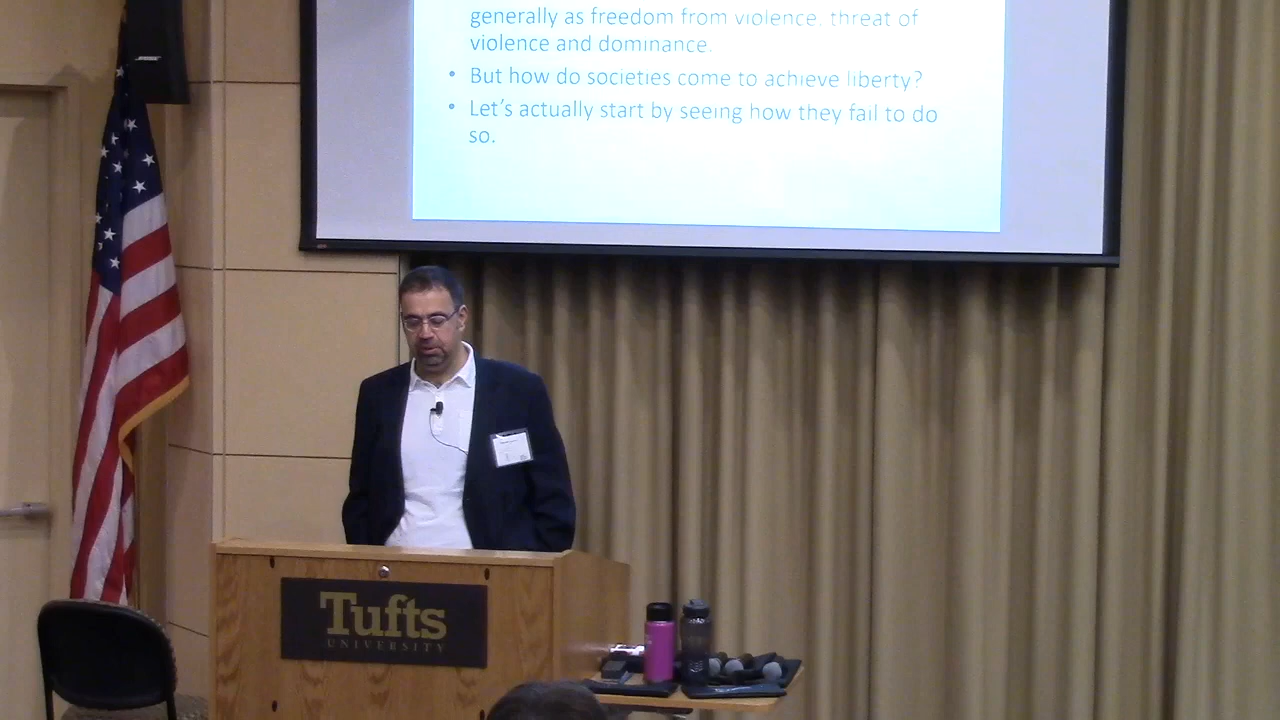 generally as freedom from violence, threat of
violence and dominance.
• But how do societies come to achieve liberty?
• Let's actually start by seeing how they fail to do
so.
Tufts
UNIVERSITY